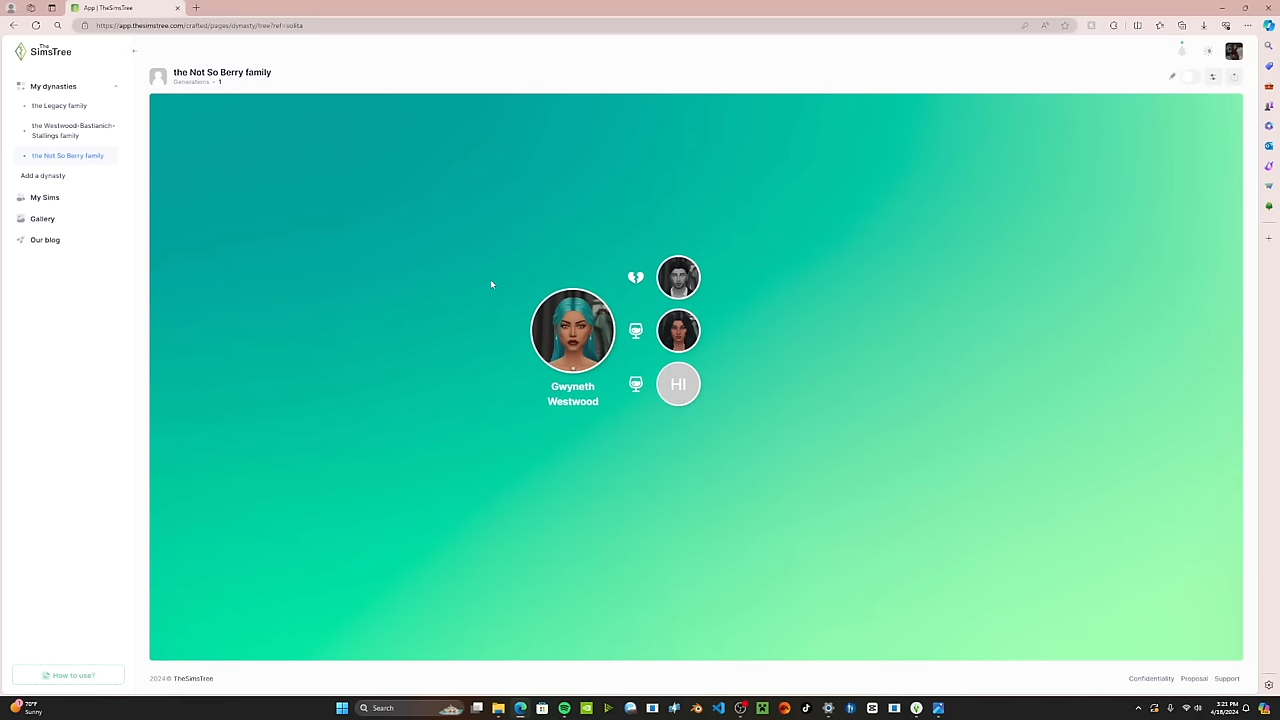 App | TheSimsTree
https://app.thesimstree.com/crafted/pages/dynasty/tree?ref=solita
The
SimsTree
the Not So Berry family
Generations • 1
My dynasties
the Legacy family
the Westwood-Bastianich-
Stallings family
the Not So Berry family
Add a dynasty
My Sims
Gallery
Our blog
HI
Gwyneth
Westwood
How to use?
2024© TheSimsTree
Confidentiality Proposal Support
70°F
Sunny
Search
3:21 PM
4/18/2024